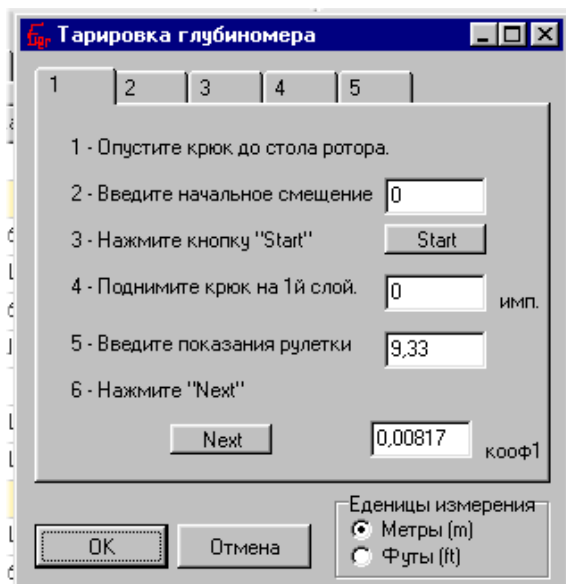 Тарировка глубиномера
1 2 3 4 5
1 - Опустите крюк до стола ротора.
2 - Введите начальное смещение 0
3 - Нажмите кнопку "Start" Start
4 - Поднимите крюк на 1й слой. 0 имп.
5 - Введите показания рулетки 9,33
6 - Нажмите "Next"
Next 0,00817 кооф1
Еденицы измерения
Метры (m)
Футы (ft)
OK Отмена